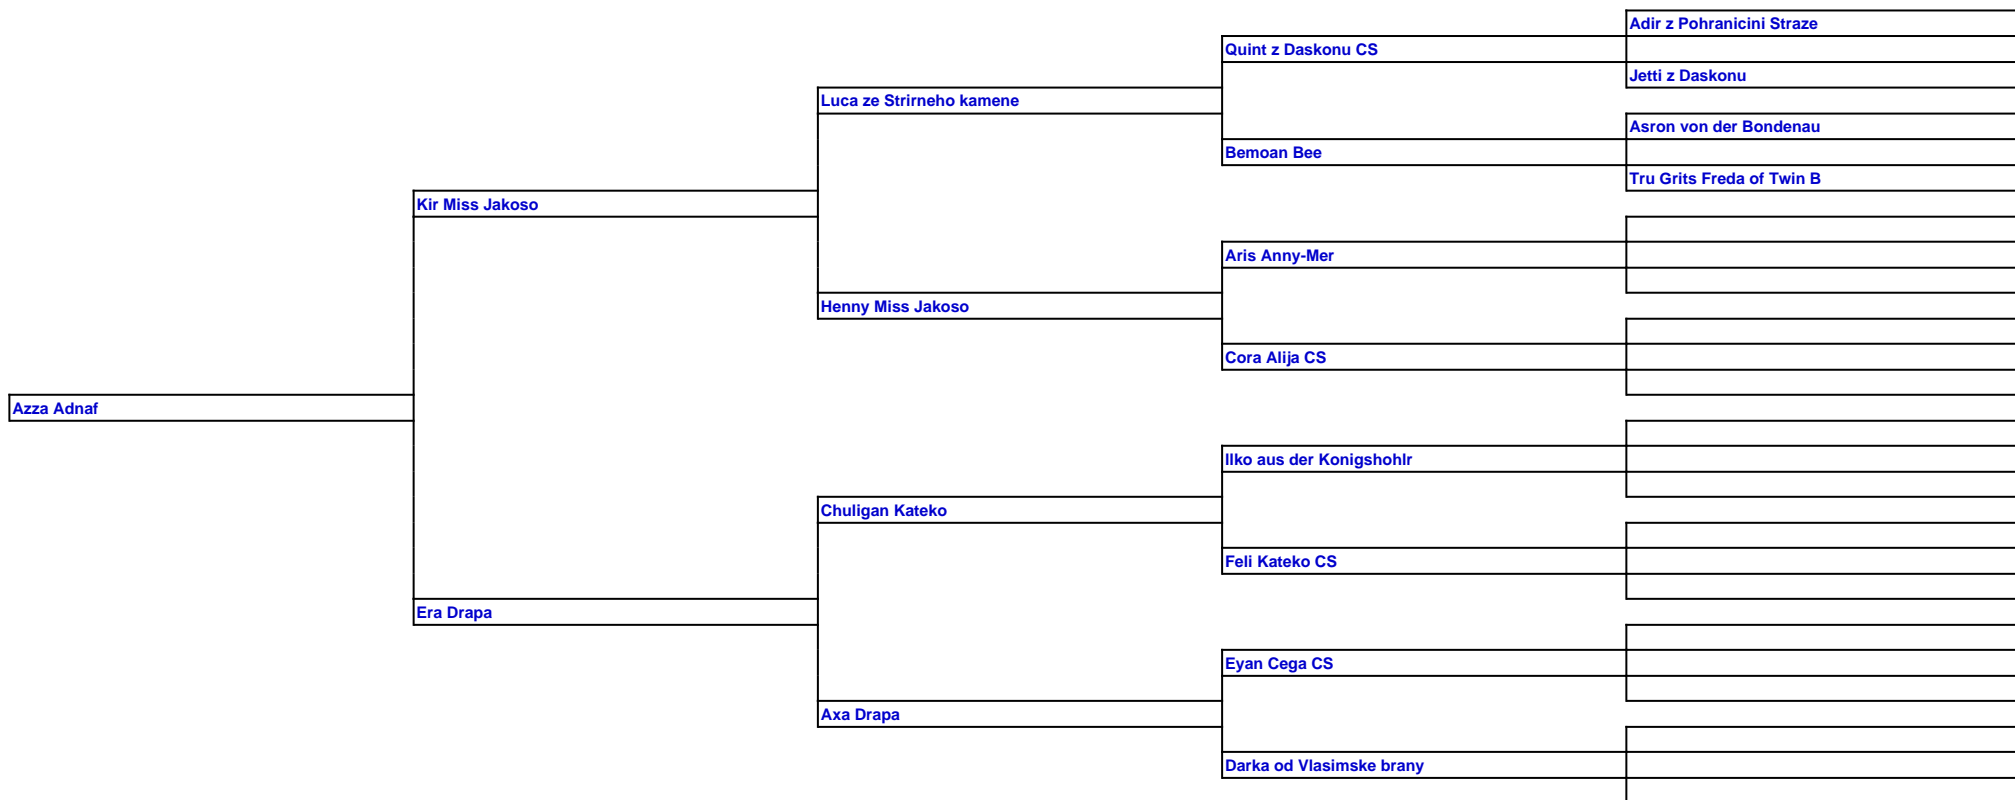 Adir z Pohranicini Straze
Quint z Daskonu CS
Jetti z Daskonu
Luca ze Strirneho kamene
Asron von der Bondenau
Bemoan Bee
Tru Grits Freda of Twin B
Kir Miss Jakoso
Aris Anny-Mer
Henny Miss Jakoso
Cora Alija CS
Azza Adnaf
Ilko aus der Konigshohlr
Chuligan Kateko
Feli Kateko CS
Era Drapa
Eyan Cega CS
Axa Drapa
Darka od Vlasimske brany